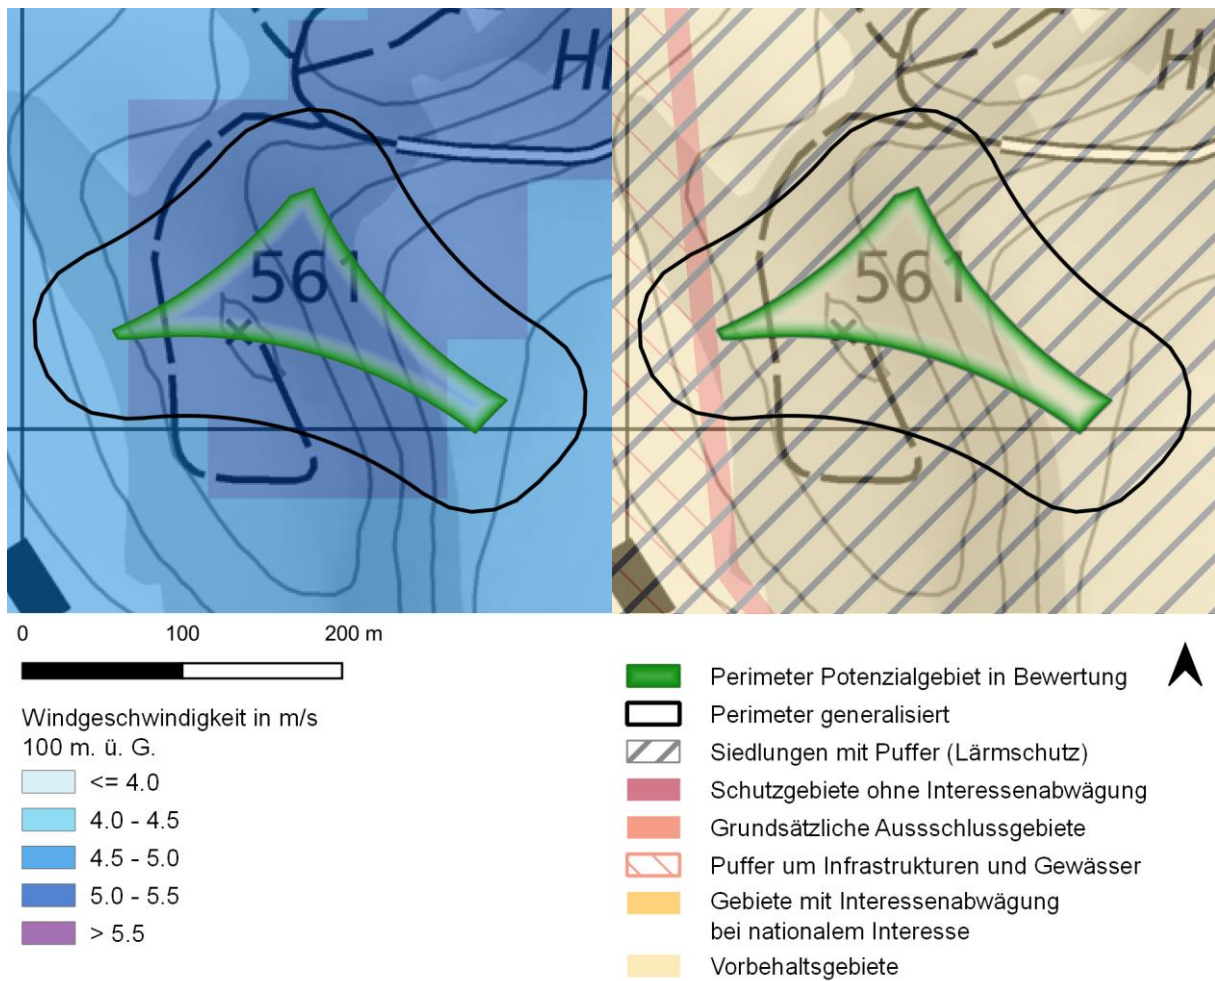 561
561
0 100 200 m
Windgeschwindigkeit in m/s
100 m. ü. G.
<= 4.0
4.0 - 4.5
4.5 - 5.0
5.0 - 5.5
> 5.5
Perimeter Potenzialgebiet in Bewertung
Perimeter generalisiert
Siedlungen mit Puffer (Lärmschutz)
Schutzgebiete ohne Interessenabwägung
Grundsätzliche Aussschlussgebiete
Puffer um Infrastrukturen und Gewässer
Gebiete mit Interessenabwägung
bei nationalem Interesse
Vorbehaltsgebiete